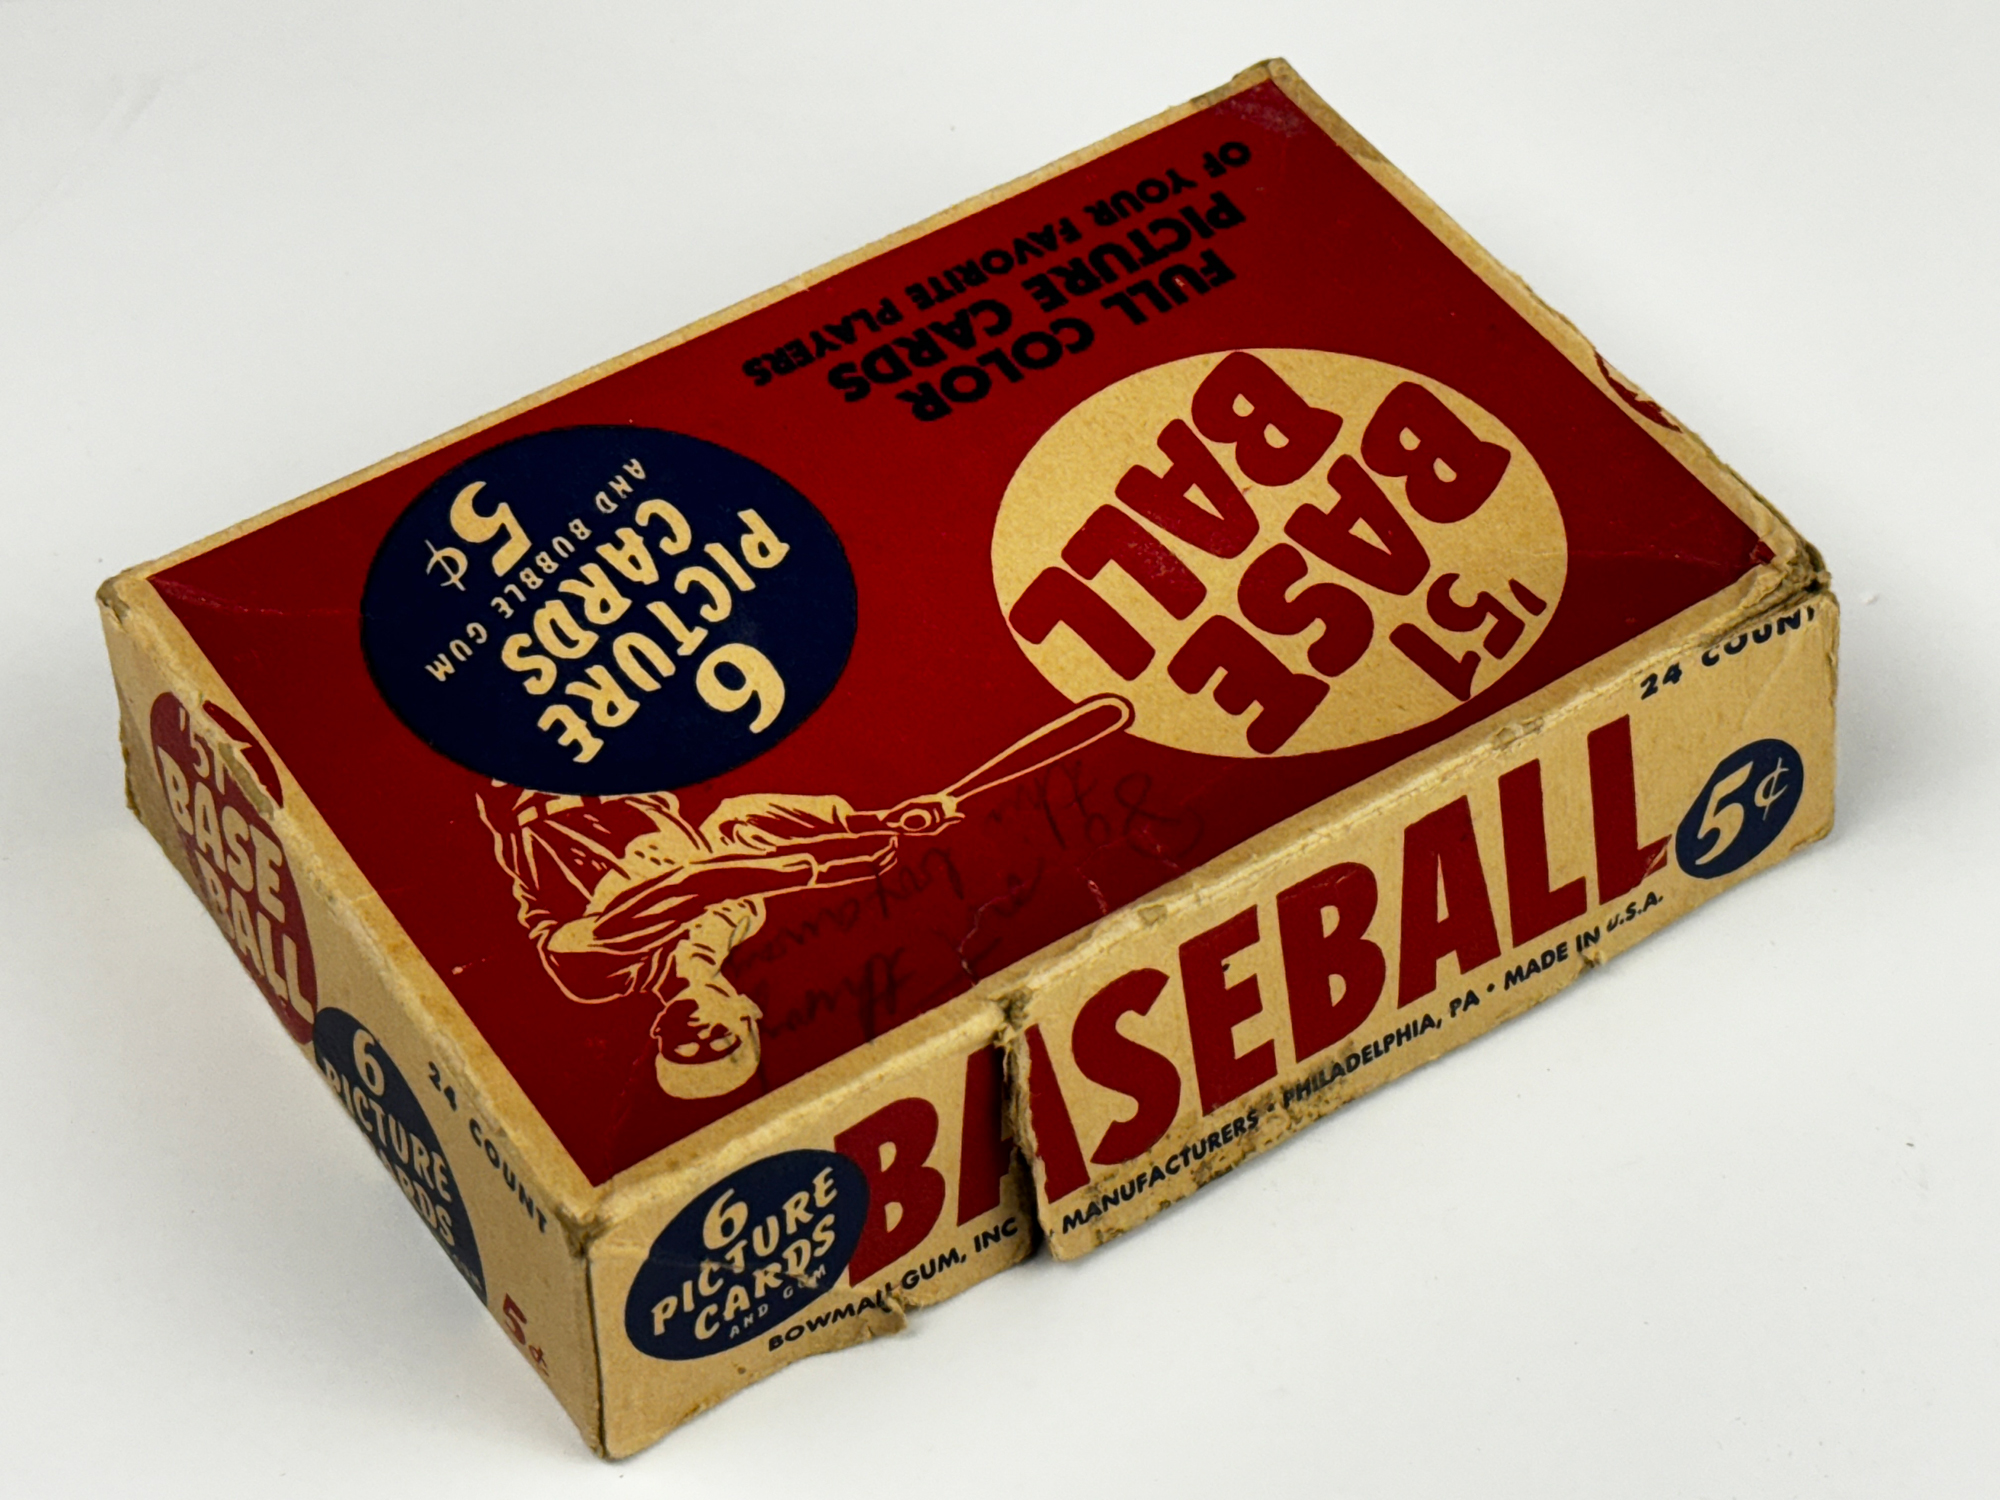 FULL COLOR
PICTURE CARDS
OF YOUR FAVORITE PLAYERS
'51
BASE
BALL
6
PICTURE
CARDS
AND BUBBLE GUM
5¢
'51
BASE
BALL
6
PICTURE
CARDS
24 COUNT
5¢
6
PICTURE
CARDS
AND GUM
BASEBALL
24 COUNT
5¢
BOWMAN GUM, INC MANUFACTURERS • PHILADELPHIA, PA • MADE IN U.S.A.